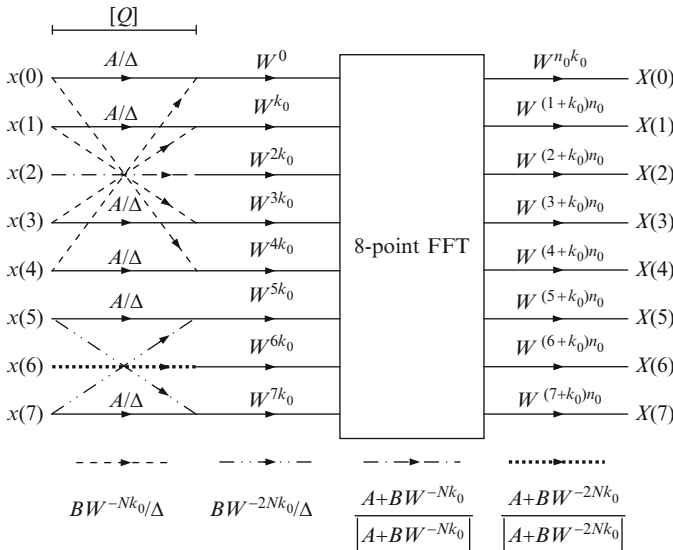 [Q]
x(0) A/Δ W^0 W^{n_0k_0} X(0)
x(1) A/Δ W^{k_0} W^{(1+k_0)n_0} X(1)
x(2) W^{2k_0} W^{(2+k_0)n_0} X(2)
x(3) A/Δ W^{3k_0} W^{(3+k_0)n_0} X(3)
x(4) A/Δ W^{4k_0} 8-point FFT W^{(4+k_0)n_0} X(4)
x(5) A/Δ W^{5k_0} W^{(5+k_0)n_0} X(5)
x(6) W^{6k_0} W^{(6+k_0)n_0} X(6)
x(7) A/Δ W^{7k_0} W^{(7+k_0)n_0} X(7)
BW^{-Nk_0}/Δ BW^{-2Nk_0}/Δ A+BW^{-Nk_0} A+BW^{-2Nk_0}
|A+BW^{-Nk_0}| |A+BW^{-2Nk_0}|